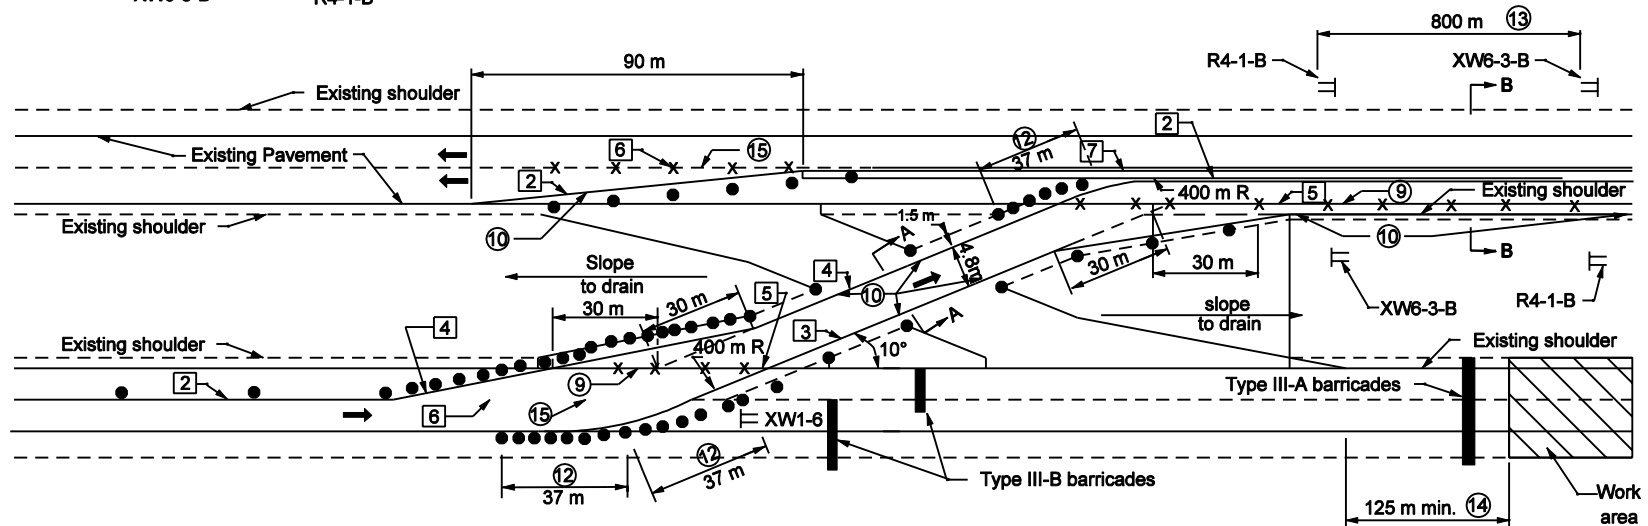 800 m 13
R4-1-B
XW6-3-B
90 m
Existing shoulder
B
6
15
12
37 m
2
7
Existing Pavement
2
400 m R
5
9
Existing shoulder
Existing shoulder
10
1.5 m
A
10
4.8m
B
Slope
to drain
4
10
30 m
30 m
30 m
30 m
5
XW6-3-B
R4-1-B
4
3
A
slope
to drain
Existing shoulder
400 m R
10°
Existing shoulder
2
9
Type III-A barricades
6
15
XW1-6
12
37 m
12
37 m
Type III-B barricades
Work
area
125 m min. 14